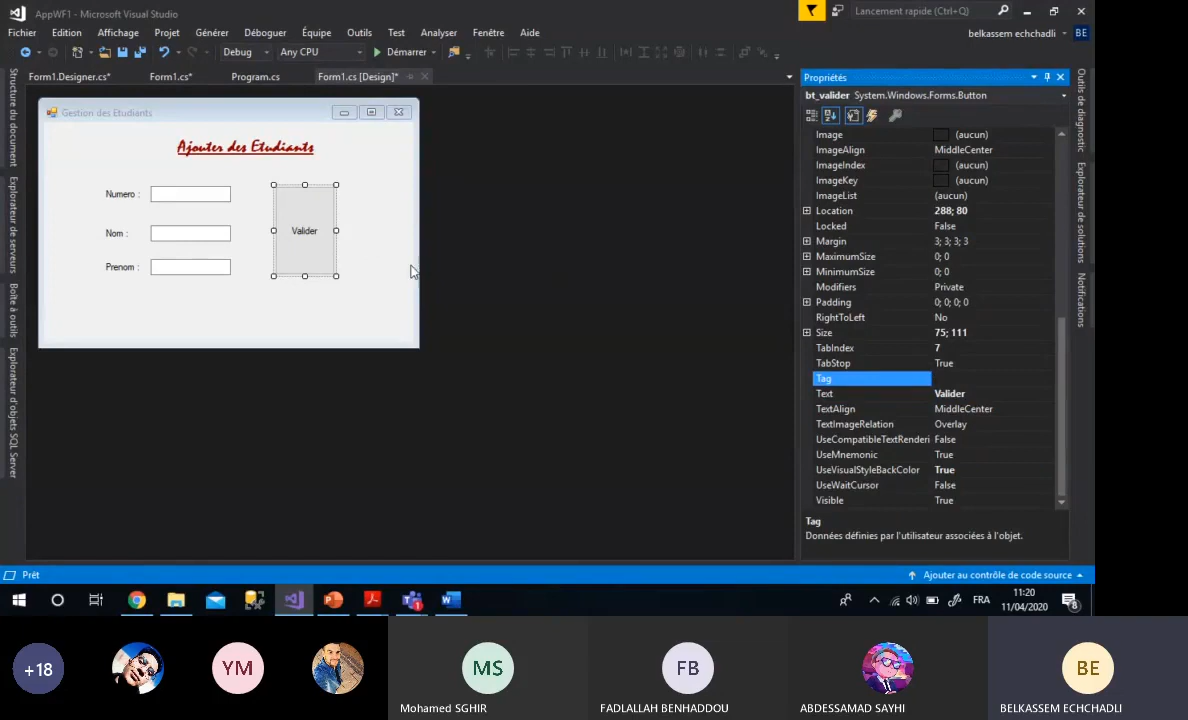 AppWF1 - Microsoft Visual Studio
Lancement rapide (Ctrl+Q)
Fichier Edition Affichage Projet Générer Déboguer Équipe Outils Test Analyser Fenêtre Aide
belkassem echchadli BE
Debug Any CPU Démarrer
Form1.Designer.cs* Form1.cs* Program.cs Form1.cs [Design]*
Structure du document
Explorateur de serveurs
Boîte à outils
Explorateur d'objets SQL Server
Gestion des Etudiants
Ajouter des Etudiants
Numero :
Nom :
Prenom :
Valider
Propriétés
bt_valider System.Windows.Forms.Button
Image (aucun)
ImageAlign MiddleCenter
ImageIndex (aucun)
ImageKey (aucun)
ImageList (aucun)
Location 288; 80
Locked False
Margin 3; 3; 3; 3
MaximumSize 0; 0
MinimumSize 0; 0
Modifiers Private
Padding 0; 0; 0; 0
RightToLeft No
Size 75; 111
TabIndex 7
TabStop True
Tag
Text Valider
TextAlign MiddleCenter
TextImageRelation Overlay
UseCompatibleTextRenderi False
UseMnemonic True
UseVisualStyleBackColor True
UseWaitCursor False
Visible True
Tag
Données définies par l'utilisateur associées à l'objet.
Outils de diagnostic
Explorateur de solutions
Notifications
Prêt
Ajouter au contrôle de code source
FRA
11:20
11/04/2020
8
+18
YM
MS
Mohamed SGHIR
FB
FADLALLAH BENHADDOU
ABDESSAMAD SAYHI
BE
BELKASSEM ECHCHADLI